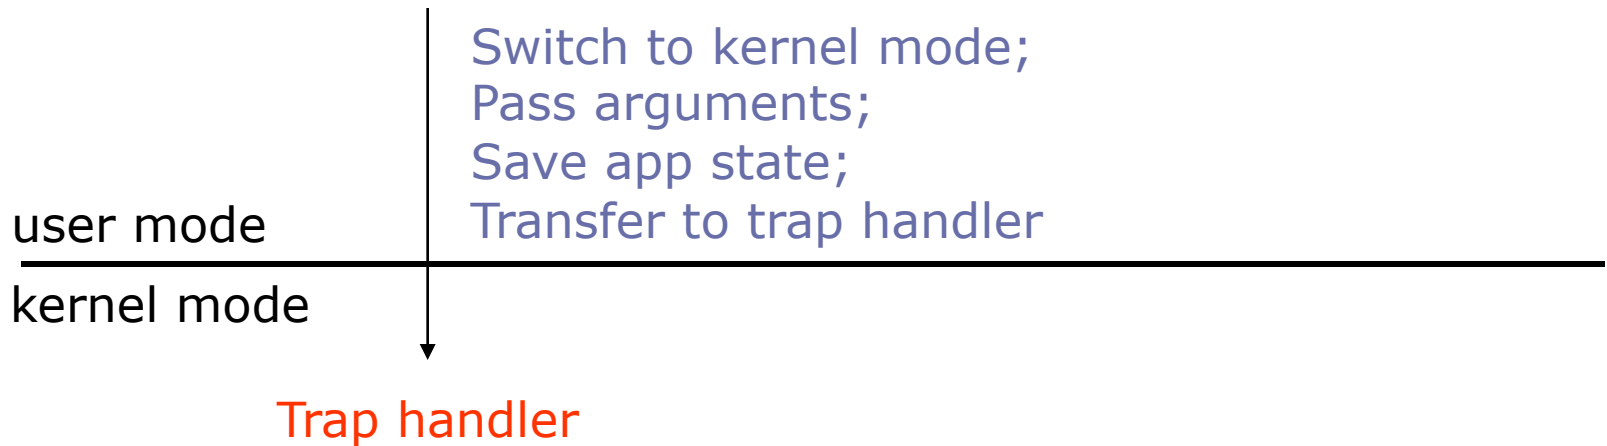 Switch to kernel mode;
Pass arguments;
Save app state;
Transfer to trap handler
user mode
kernel mode
Trap handler